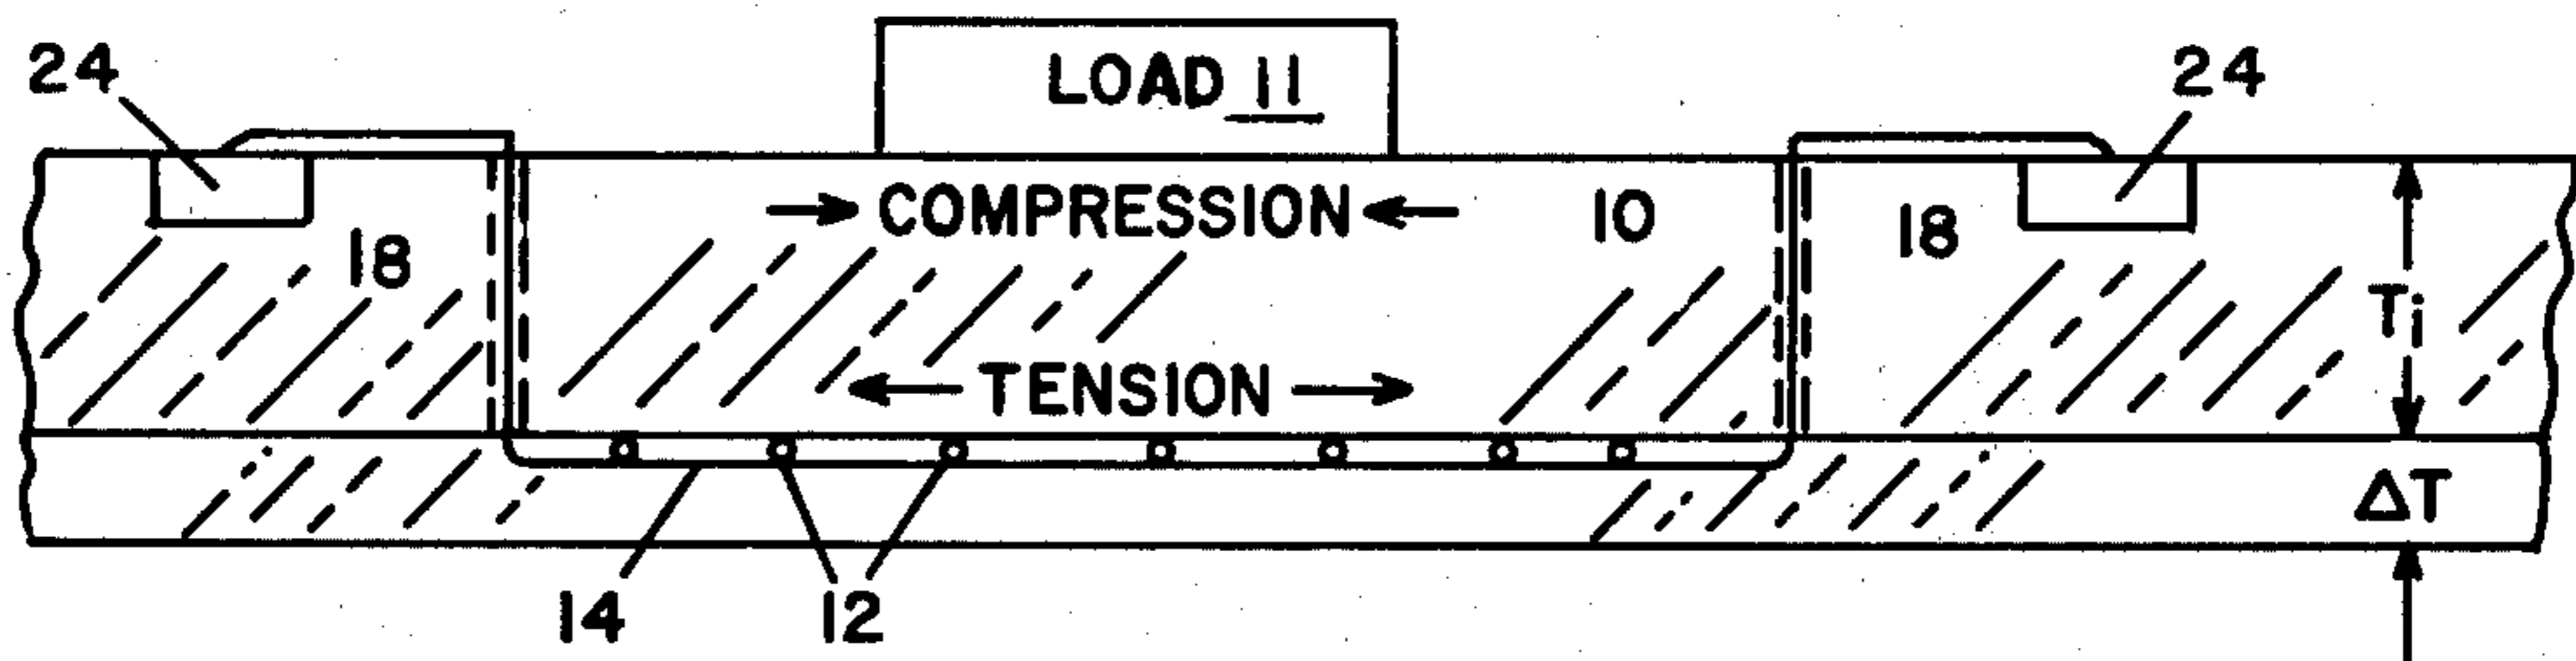 24
LOAD 11
24
→ COMPRESSION ←
10
18
18
Ti
← TENSION →
ΔT
14
12